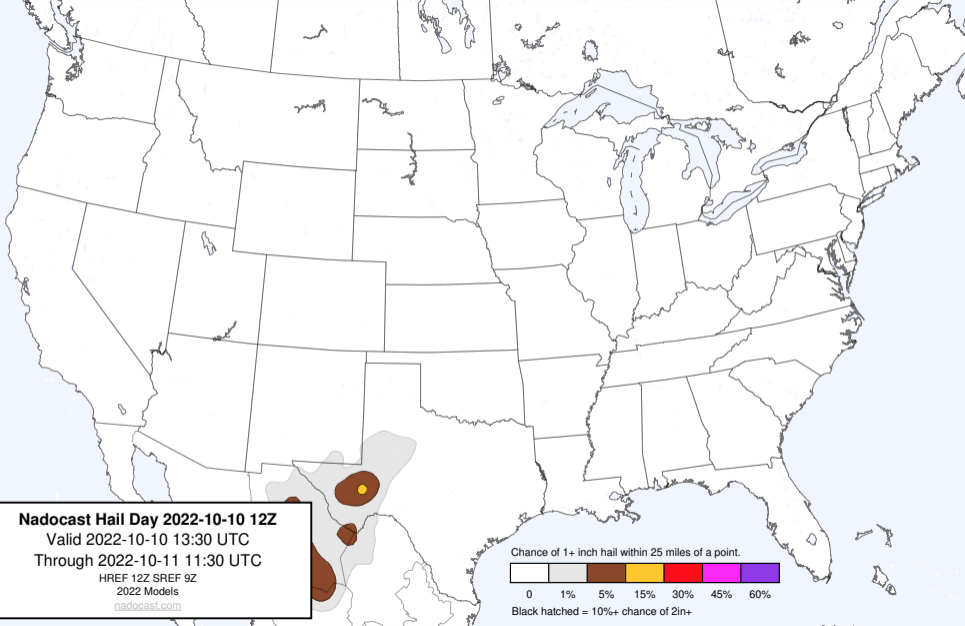 Nadocast Hail Day 2022-10-10 12Z
Valid 2022-10-10 13:30 UTC
Through 2022-10-11 11:30 UTC
HREF 12Z SREF 9Z
2022 Models
nadocast.com
Chance of 1+ inch hail within 25 miles of a point.
0 1% 5% 15% 30% 45% 60%
Black hatched = 10%+ chance of 2in+